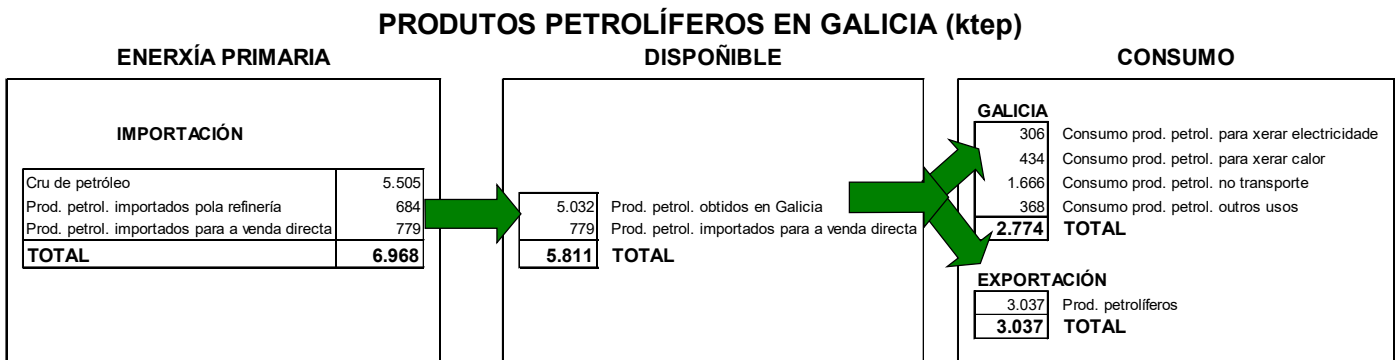 PRODUTOS PETROLÍFEROS EN GALICIA (ktep)
ENERXÍA PRIMARIA
IMPORTACIÓN
Cru de petróleo 5.505
Prod. petrol. importados pola refinería 684
Prod. petrol. importados para a venda directa 779
TOTAL 6.968
DISPOÑIBLE
5.032 Prod. petrol. obtidos en Galicia
779 Prod. petrol. importados para a venda directa
5.811 TOTAL
CONSUMO
GALICIA
306 Consumo prod. petrol. para xerar electricidade
434 Consumo prod. petrol. para xerar calor
1.666 Consumo prod. petrol. no transporte
368 Consumo prod. petrol. outros usos
2.774 TOTAL
EXPORTACIÓN
3.037 Prod. petrolíferos
3.037 TOTAL